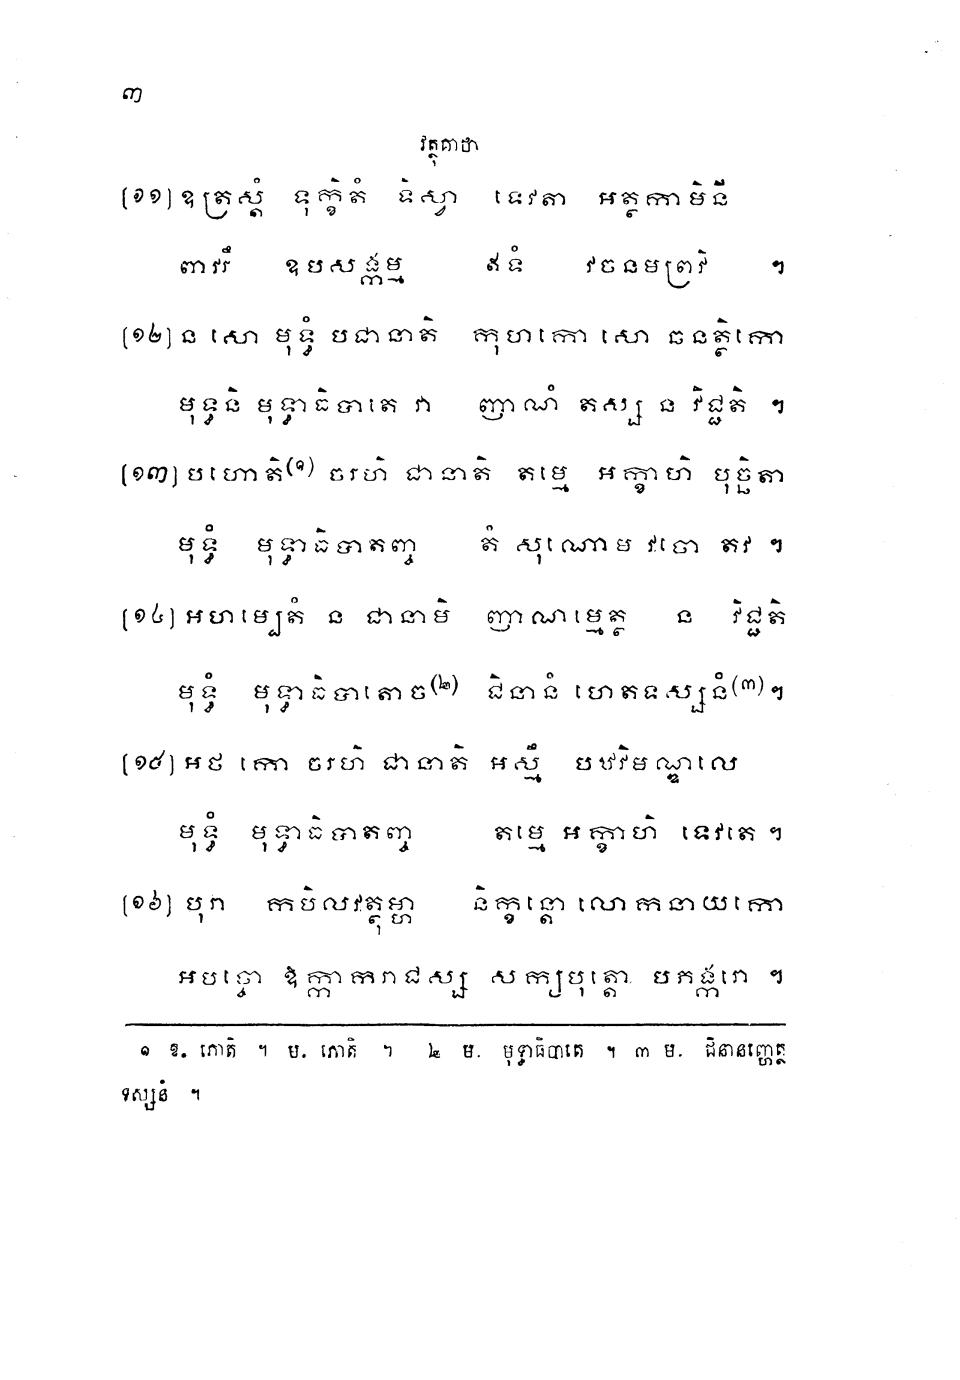 ៣
វត្ថុគាថា
[១១] ឧត្រស្តំ ទុក្ខិតំ ទិស្វា ទេវតា អត្ថកាមិនី
ពាវរឹ ឧបសង្កម្ម ឥទំ វចនមព្រវិ ។
[១២] ន សោ មុទ្ធំ បជានាតិ កុហកោ សោ ធនត្ថិកោ
មុទ្ធនិ មុទ្ធាធិបាតេ វា ញាណំ តស្ស ន វិជ្ជតិ ។
[១៣] បហោតិ(១) ចរហិ ជានាតិ តម្មេ អក្ខាហិ បុច្ឆិតា
មុទ្ធំ មុទ្ធាធិបាតញ្ច តំ សុណោម វចោ តវ ។
[១៤] អហម្បេតំ ន ជានាមិ ញាណម្មេត្ថ ន វិជ្ជតិ
មុទ្ធំ មុទ្ធាធិបាតោច(២) ជិនានំ ហេតទស្សនំ(៣) ។
[១៥] អថ កោ ចរហិ ជានាតិ អស្មឹ បឋវិមណ្ឌលេ
មុទ្ធំ មុទ្ធាធិបាតញ្ច តម្មេ អក្ខាហិ ទេវតេ ។
[១៦] បុរា កបិលវត្ថុម្ហា និក្ខន្តោ លោកនាយកោ
អបច្ចោ ឱក្កាករាជស្ស សក្យបុត្តោ បភង្ករោ ។
១ ឱ. ភោតិ ។ ម. ភោតិ ។ ២ ម. មុទ្ធាធិបាតេ ។ ៣ ម. ជិនានញ្ហេត្ថ
ទស្សនំ ។